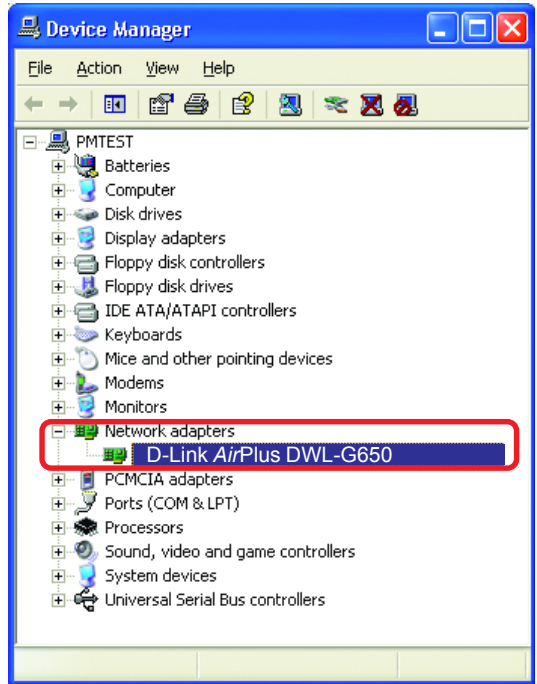 Device Manager
File Action View Help
PMTEST
Batteries
Computer
Disk drives
Display adapters
Floppy disk controllers
Floppy disk drives
IDE ATA/ATAPI controllers
Keyboards
Mice and other pointing devices
Modems
Monitors
Network adapters
D-Link AirPlus DWL-G650
PCMCIA adapters
Ports (COM & LPT)
Processors
Sound, video and game controllers
System devices
Universal Serial Bus controllers